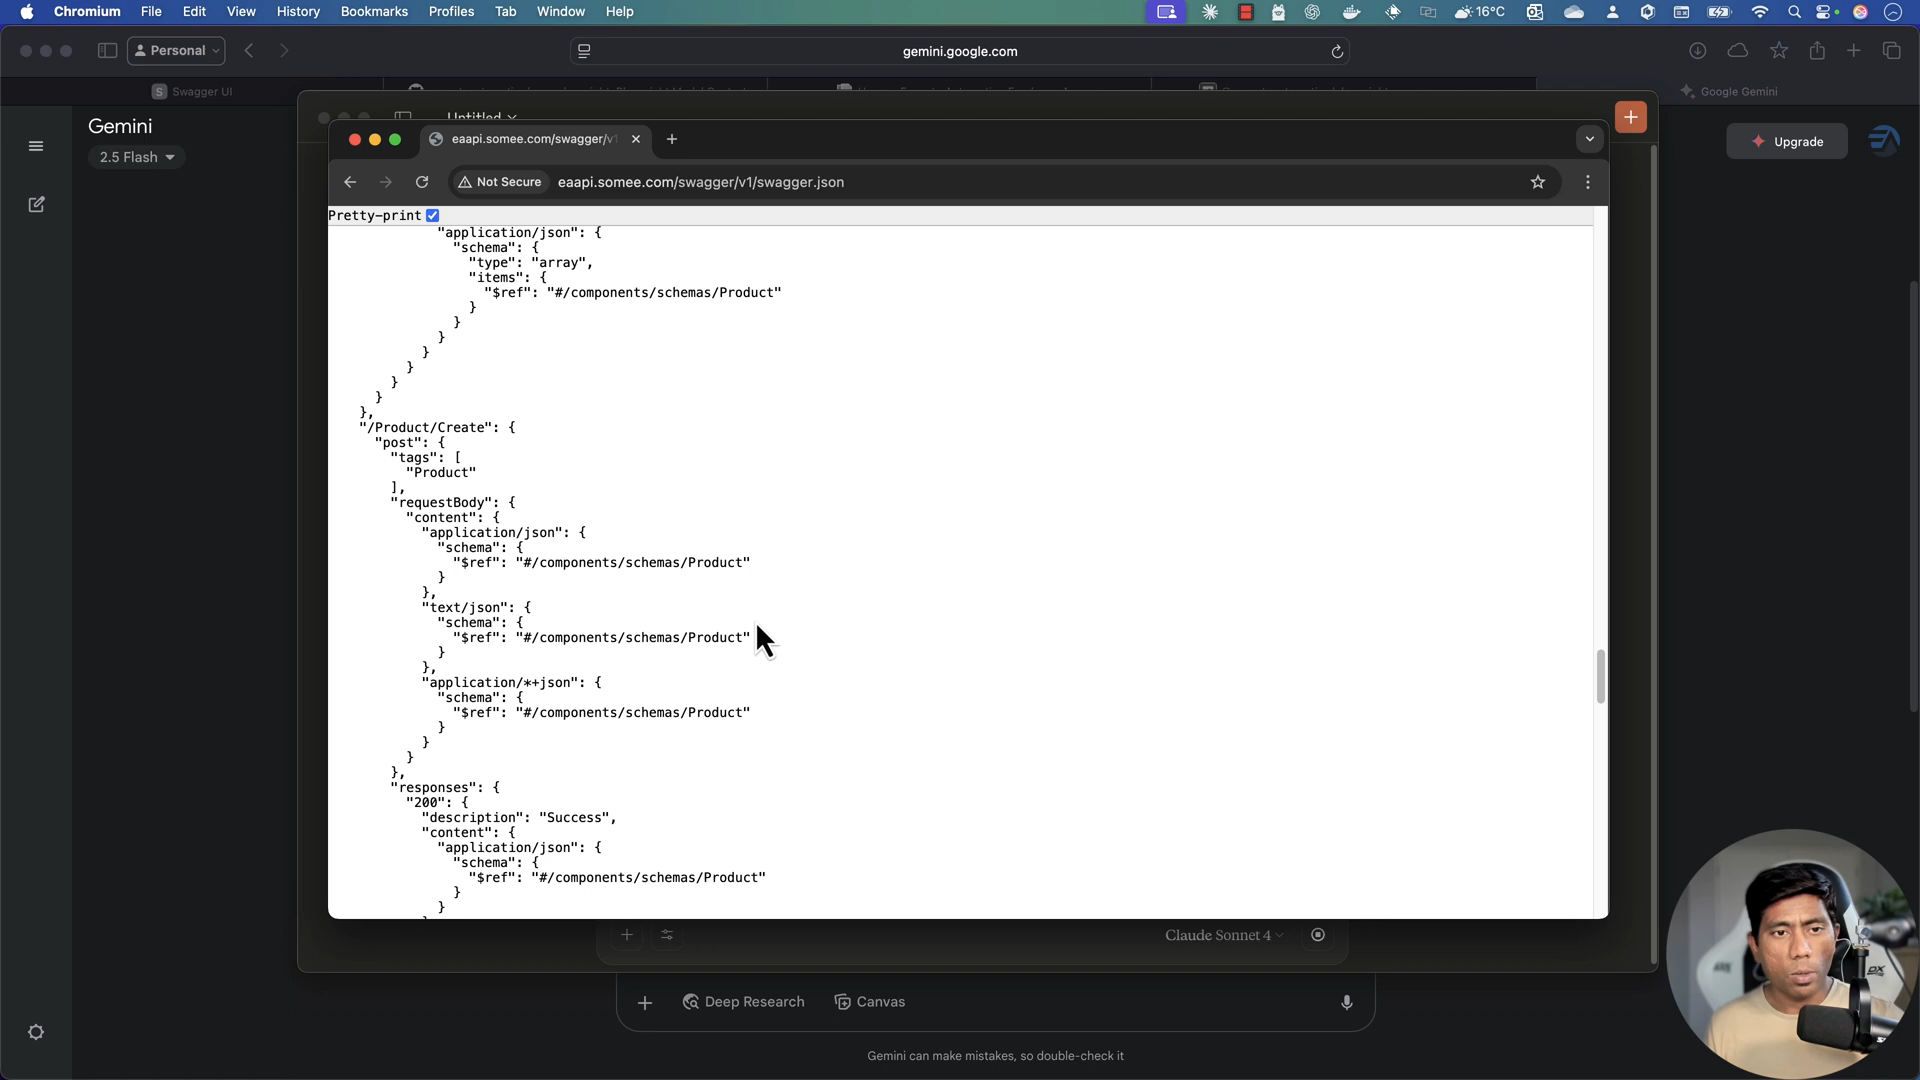 Chromium File Edit View History Bookmarks Profiles Tab Window Help
16°C
Personal
gemini.google.com
Swagger UI
Google Gemini
Gemini
2.5 Flash
Upgrade
Untitled
eaapi.somee.com/swagger/v1
Not Secure eaapi.somee.com/swagger/v1/swagger.json
Pretty-print
"application/json": {
"schema": {
"type": "array",
"items": {
"$ref": "#/components/schemas/Product"
}
}
}
}
}
}
}
},
"/Product/Create": {
"post": {
"tags": [
"Product"
],
"requestBody": {
"content": {
"application/json": {
"schema": {
"$ref": "#/components/schemas/Product"
}
},
"text/json": {
"schema": {
"$ref": "#/components/schemas/Product"
}
},
"application/*+json": {
"schema": {
"$ref": "#/components/schemas/Product"
}
}
}
},
"responses": {
"200": {
"description": "Success",
"content": {
"application/json": {
"schema": {
"$ref": "#/components/schemas/Product"
}
}
Claude Sonnet 4
Deep Research
Canvas
Gemini can make mistakes, so double-check it